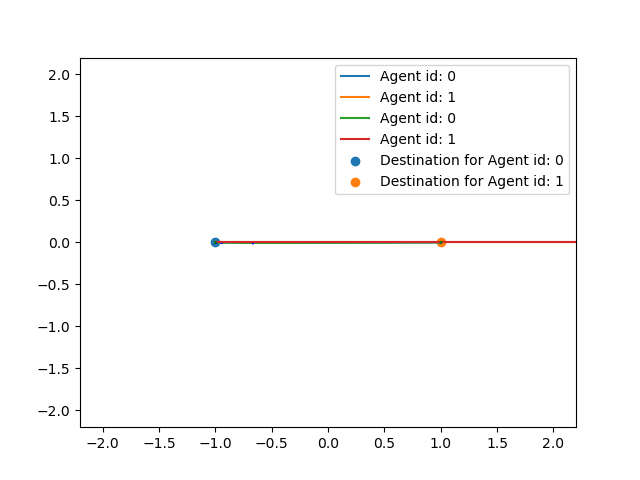 2.0
1.5
1.0
0.5
0.0
−0.5
−1.0
−1.5
−2.0
Agent id: 0
Agent id: 1
Agent id: 0
Agent id: 1
Destination for Agent id: 0
Destination for Agent id: 1
−2.0 −1.5 −1.0 −0.5 0.0 0.5 1.0 1.5 2.0